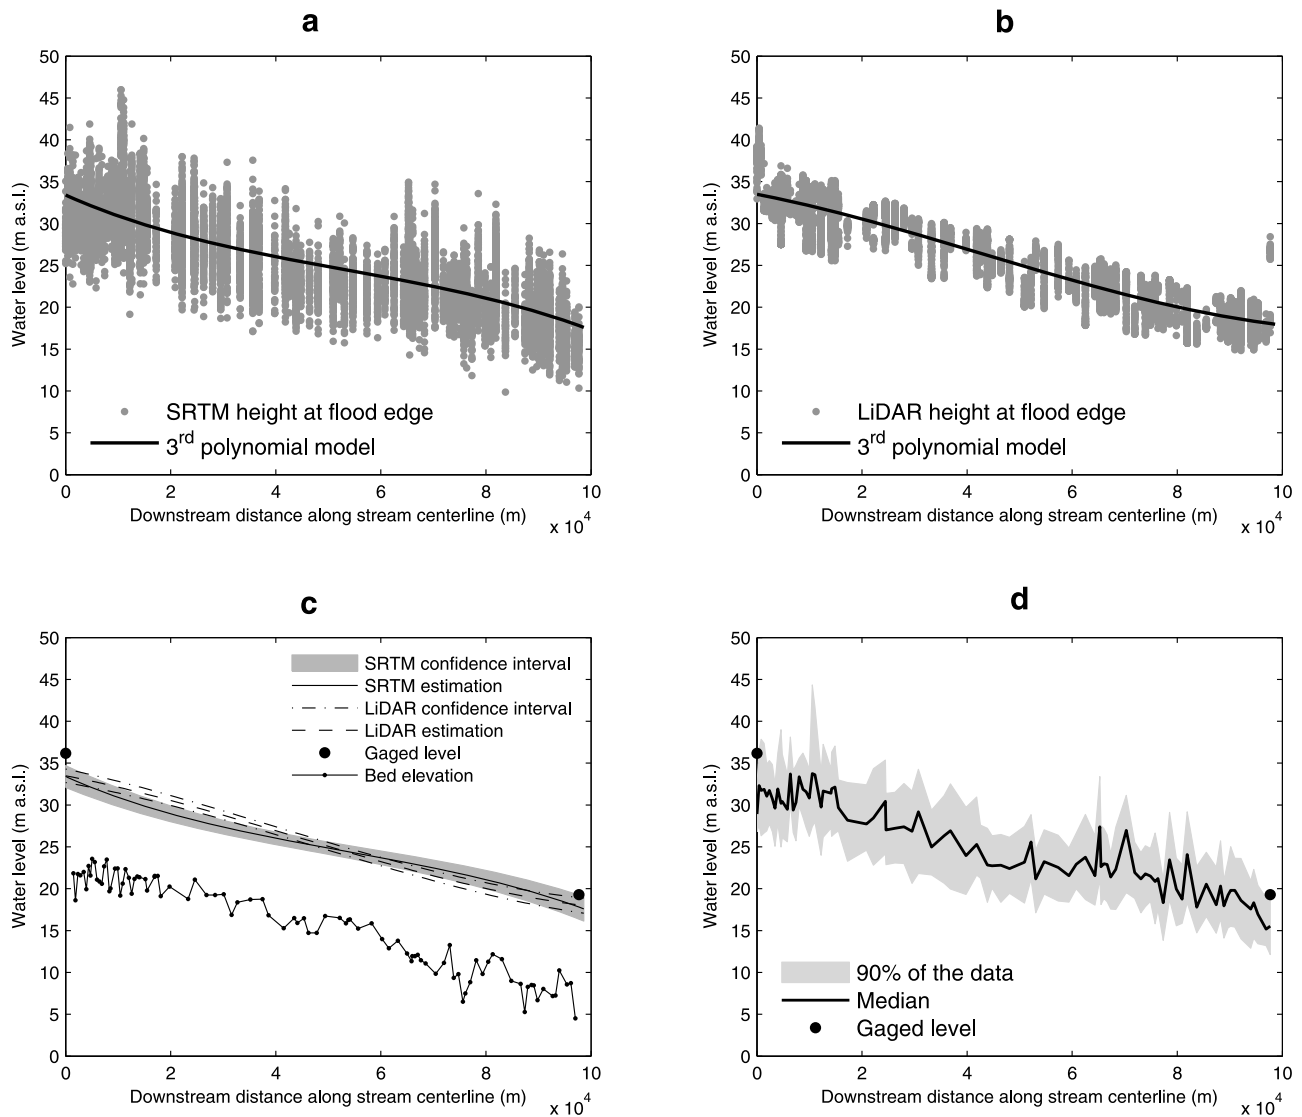 a
50
45
40
35
30
25
20
15
10
5
0
Water level (m a.s.l.)
SRTM height at flood edge
3rd polynomial model
0 2 4 6 8 10
Downstream distance along stream centerline (m)
x 10^4
b
50
45
40
35
30
25
20
15
10
5
0
Water level (m a.s.l.)
LiDAR height at flood edge
3rd polynomial model
0 2 4 6 8 10
Downstream distance along stream centerline (m)
x 10^4
c
50
45
40
35
30
25
20
15
10
5
0
Water level (m a.s.l.)
SRTM confidence interval
SRTM estimation
LiDAR confidence interval
LiDAR estimation
Gaged level
Bed elevation
0 2 4 6 8 10
Downstream distance along stream centerline (m)
x 10^4
d
50
45
40
35
30
25
20
15
10
5
0
Water level (m a.s.l.)
90% of the data
Median
Gaged level
0 2 4 6 8 10
Downstream distance along stream centerline (m)
x 10^4